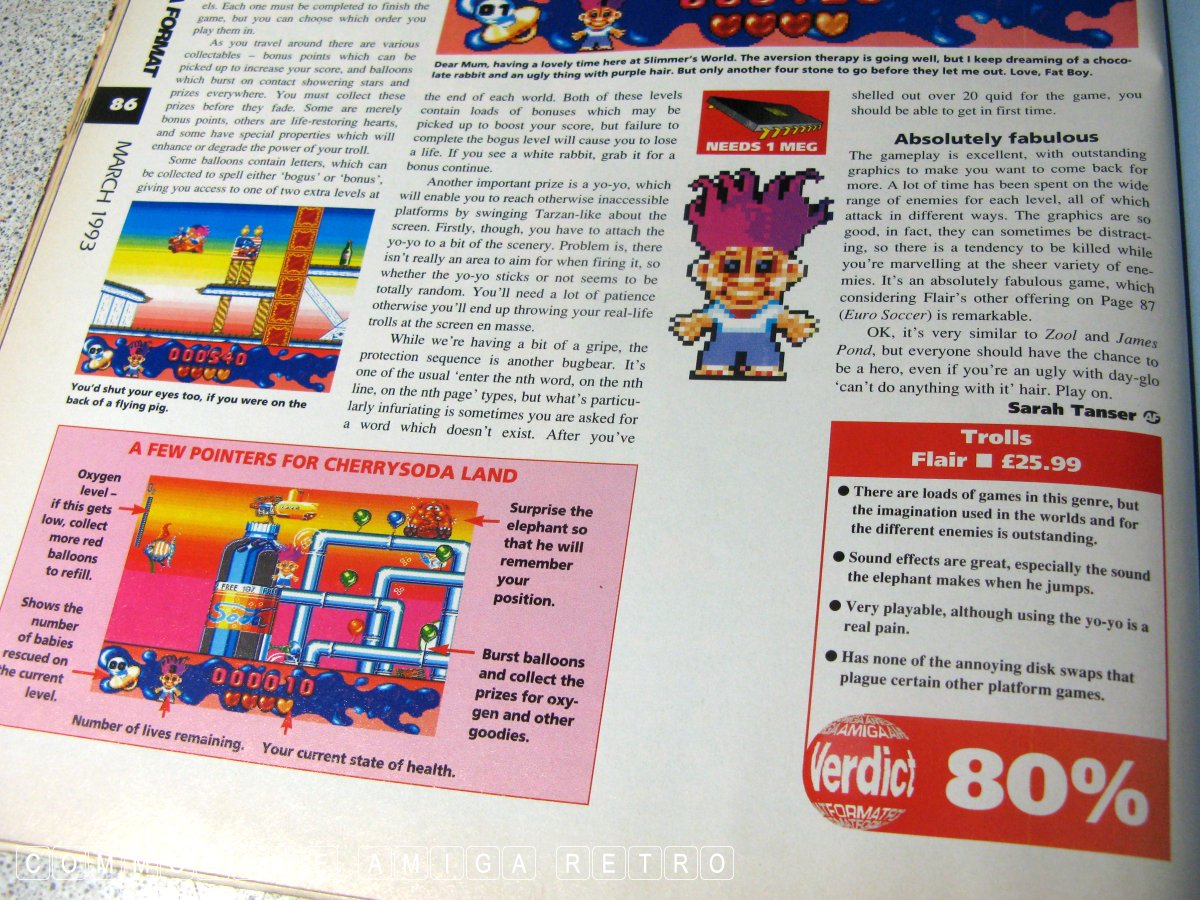 els. Each one must be completed to finish the
game, but you can choose which order you
play them in.
As you travel around there are various
collectables – bonus points which can be
picked up to increase your score, and balloons
which burst on contact showering stars and
prizes everywhere. You must collect these
prizes before they fade. Some are merely
bonus points, others are life-restoring hearts,
and some have special properties which will
enhance or degrade the power of your troll.
Some balloons contain letters, which can
be collected to spell either 'bogus' or 'bonus',
giving you access to one of two extra levels at
A FORMAT
86
MARCH 1993
000540
You'd shut your eyes too, if you were on the
back of a flying pig.
Dear Mum, having a lovely time here at Slimmer's World. The aversion therapy is going well, but I keep dreaming of a choco-
late rabbit and an ugly thing with purple hair. But only another four stone to go before they let me out. Love, Fat Boy.
the end of each world. Both of these levels
contain loads of bonuses which may be
picked up to boost your score, but failure to
complete the bogus level will cause you to lose
a life. If you see a white rabbit, grab it for a
bonus continue.
Another important prize is a yo-yo, which
will enable you to reach otherwise inaccessible
platforms by swinging Tarzan-like about the
screen. Firstly, though, you have to attach the
yo-yo to a bit of the scenery. Problem is, there
isn't really an area to aim for when firing it, so
whether the yo-yo sticks or not seems to be
totally random. You'll need a lot of patience
otherwise you'll end up throwing your real-life
trolls at the screen en masse.
While we're having a bit of a gripe, the
protection sequence is another bugbear. It's
one of the usual 'enter the nth word, on the nth
line, on the nth page' types, but what's particu-
larly infuriating is sometimes you are asked for
a word which doesn't exist. After you've
NEEDS 1 MEG
shelled out over 20 quid for the game, you
should be able to get in first time.
Absolutely fabulous
The gameplay is excellent, with outstanding
graphics to make you want to come back for
more. A lot of time has been spent on the wide
range of enemies for each level, all of which
attack in different ways. The graphics are so
good, in fact, they can sometimes be distract-
ing, so there is a tendency to be killed while
you're marvelling at the sheer variety of ene-
mies. It's an absolutely fabulous game, which
considering Flair's other offering on Page 87
(Euro Soccer) is remarkable.
OK, it's very similar to Zool and James
Pond, but everyone should have the chance to
be a hero, even if you're an ugly with day-glo
'can't do anything with it' hair. Play on.
Sarah Tanser AF
A FEW POINTERS FOR CHERRYSODA LAND
Oxygen
level –
if this gets
low, collect
more red
balloons
to refill.
Shows the
number
of babies
rescued on
the current
level.
FREE 10%
Soda
000010
Number of lives remaining.
Your current state of health.
Surprise the
elephant so
that he will
remember
your
position.
Burst balloons
and collect the
prizes for oxy-
gen and other
goodies.
Trolls
Flair ■ £25.99
● There are loads of games in this genre, but
the imagination used in the worlds and for
the different enemies is outstanding.
● Sound effects are great, especially the sound
the elephant makes when he jumps.
● Very playable, although using the yo-yo is a
real pain.
● Has none of the annoying disk swaps that
plague certain other platform games.
Verdict
80%
AMIGA RETRO